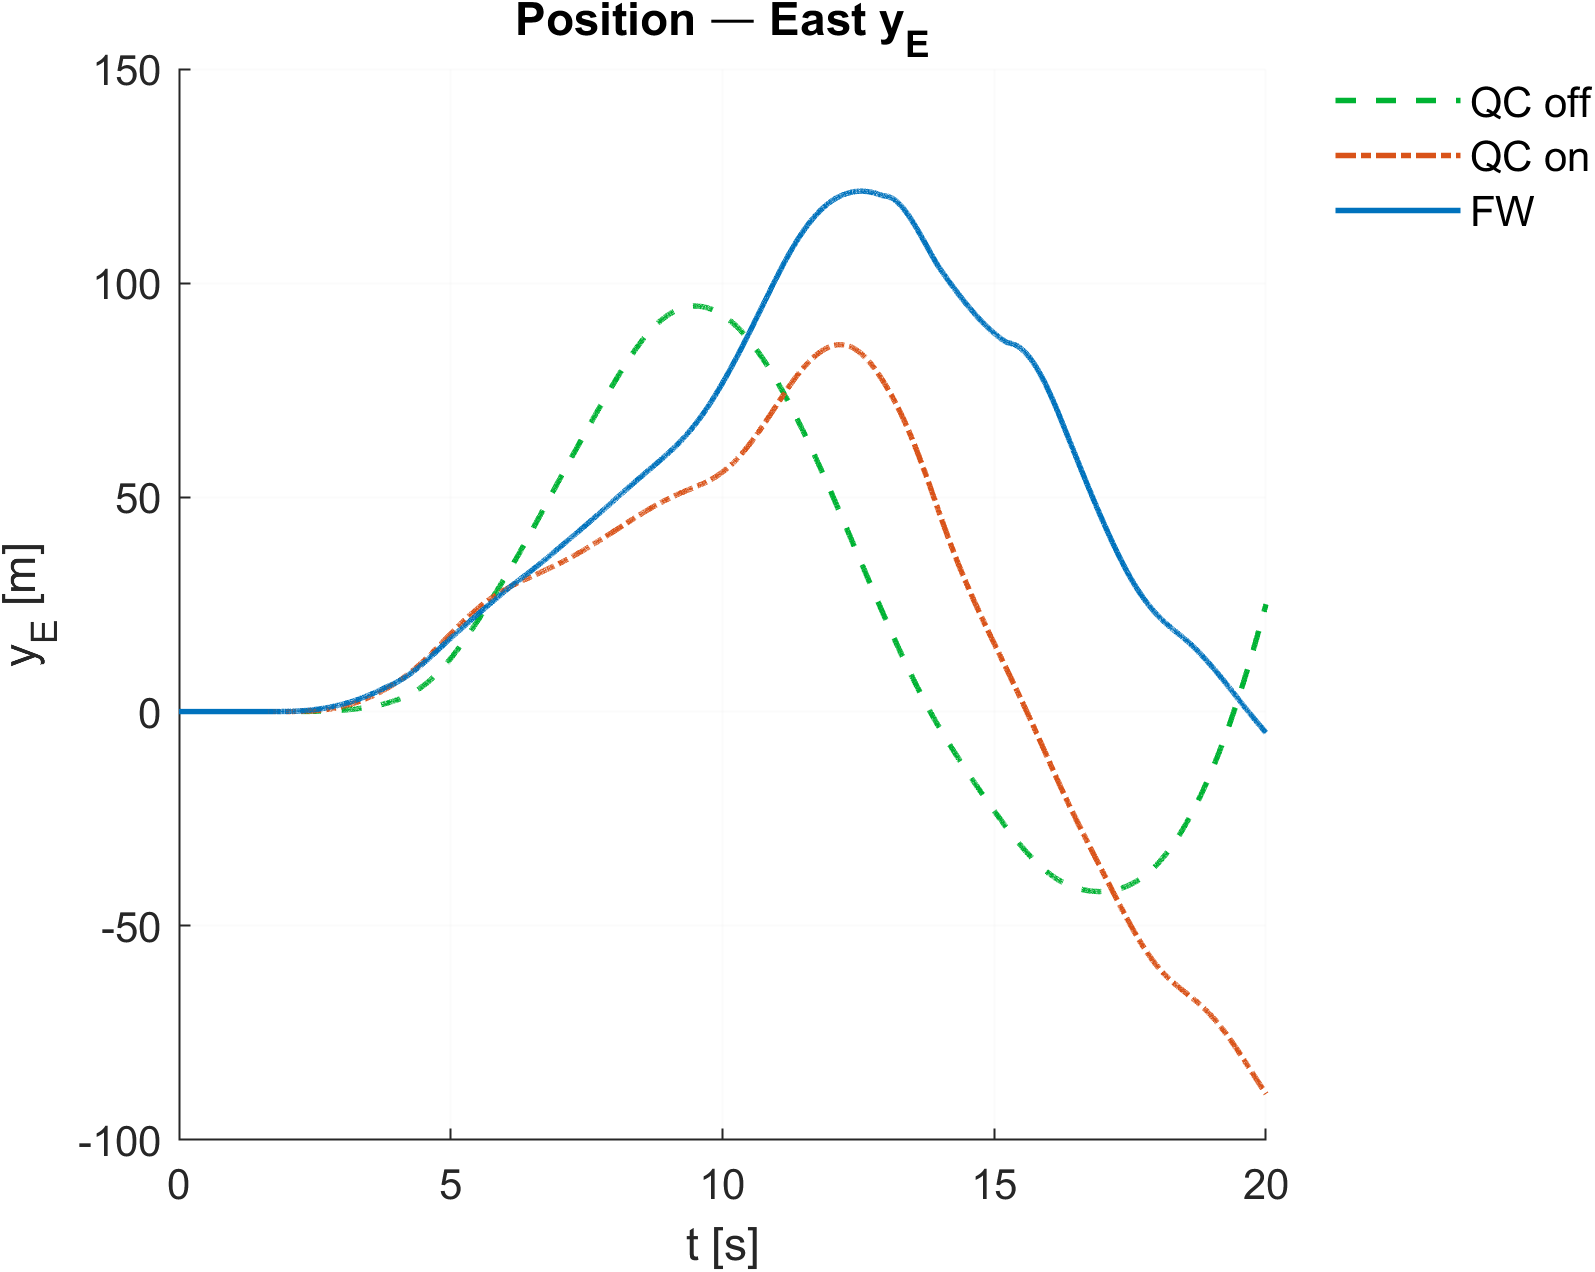 Position — East y_E
150
100
50
0
-50
-100
y_E [m]
0 5 10 15 20
t [s]
QC off
QC on
FW